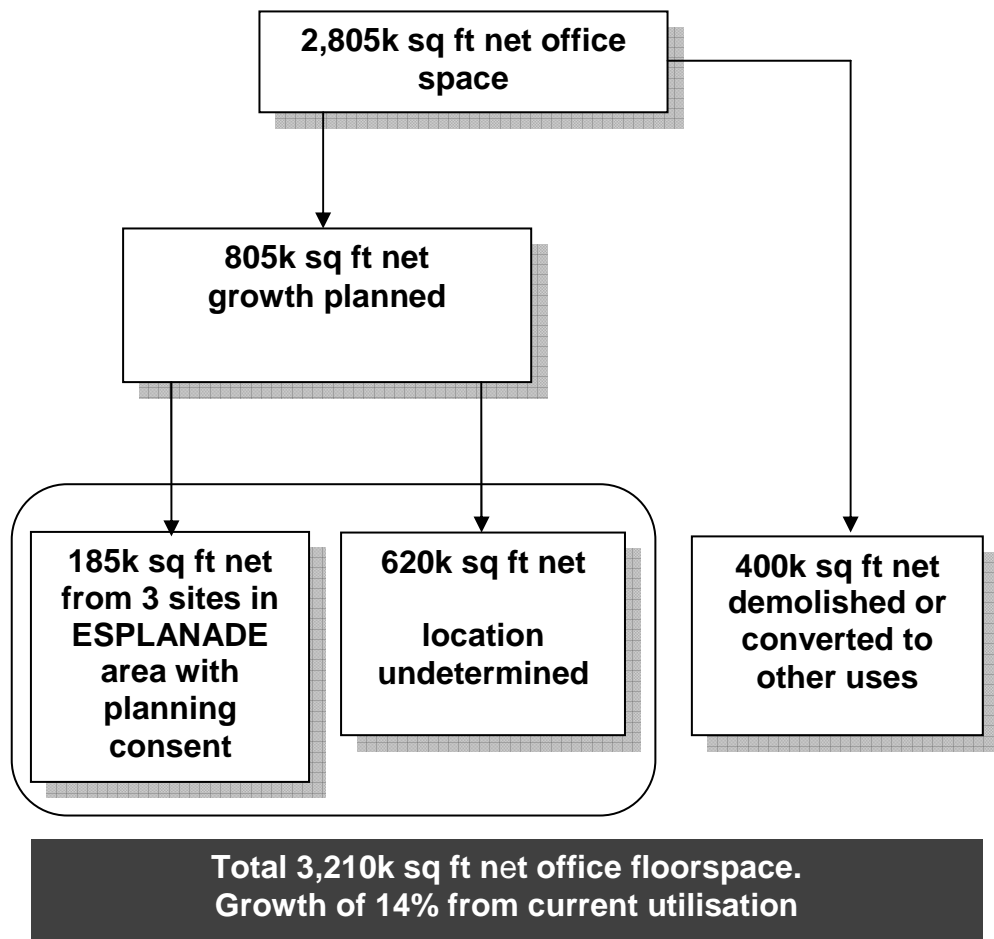 2,805k sq ft net office
space
805k sq ft net
growth planned
185k sq ft net
from 3 sites in
ESPLANADE
area with
planning
consent
620k sq ft net
location
undetermined
400k sq ft net
demolished or
converted to
other uses
Total 3,210k sq ft net office floorspace.
Growth of 14% from current utilisation